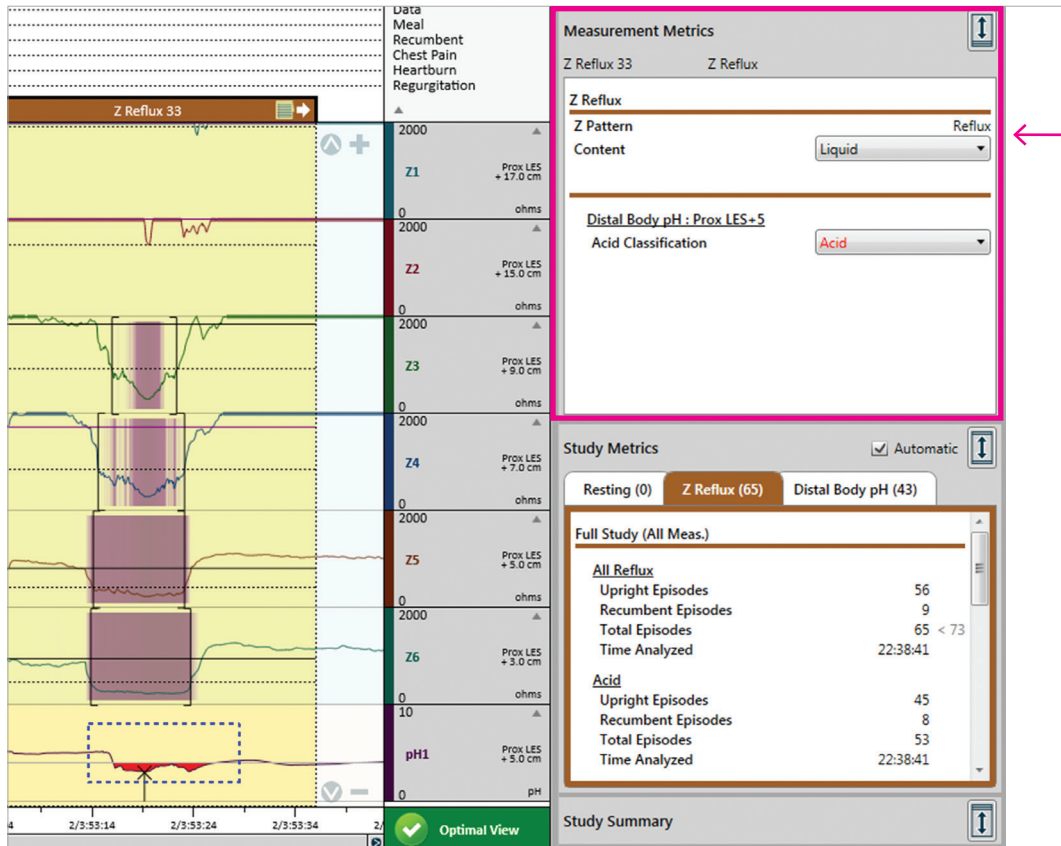 Data
Meal
Recumbent
Chest Pain
Heartburn
Regurgitation
Z Reflux 33
2000
Z1
Prox LES
+ 17.0 cm
0
ohms
2000
Z2
Prox LES
+ 15.0 cm
0
ohms
2000
Z3
Prox LES
+ 9.0 cm
0
ohms
2000
Z4
Prox LES
+ 7.0 cm
0
ohms
2000
Z5
Prox LES
+ 5.0 cm
0
ohms
2000
Z6
Prox LES
+ 3.0 cm
0
ohms
10
pH1
Prox LES
+ 5.0 cm
0
pH
4 2/3:53:14 2/3:53:24 2/3:53:34 2/
Optimal View
Measurement Metrics
Z Reflux 33 Z Reflux
Z Reflux
Z Pattern Reflux
Content Liquid
Distal Body pH : Prox LES+5
Acid Classification Acid
Study Metrics Automatic
Resting (0) Z Reflux (65) Distal Body pH (43)
Full Study (All Meas.)
All Reflux
Upright Episodes 56
Recumbent Episodes 9
Total Episodes 65 < 73
Time Analyzed 22:38:41
Acid
Upright Episodes 45
Recumbent Episodes 8
Total Episodes 53
Time Analyzed 22:38:41
Study Summary